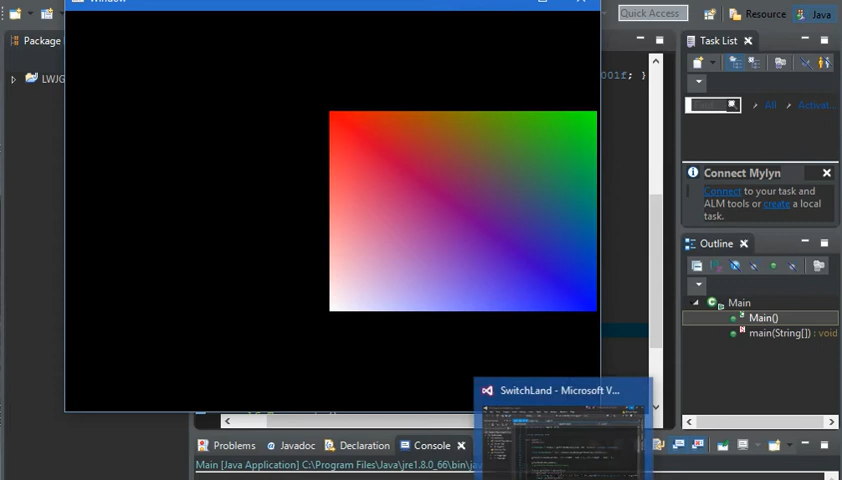 Window
Quick Access
Resource
Java
Package
Task List
LWJG
001f; }
All
Activat...
Connect Mylyn
Connect to your task and
ALM tools or create a local
task.
Outline
Main
Main()
main(String[]) : void
SwitchLand - Microsoft V...
Problems
Javadoc
Declaration
Console
Main [Java Application] C:\Program Files\Java\jre1.8.0_66\bin\jav